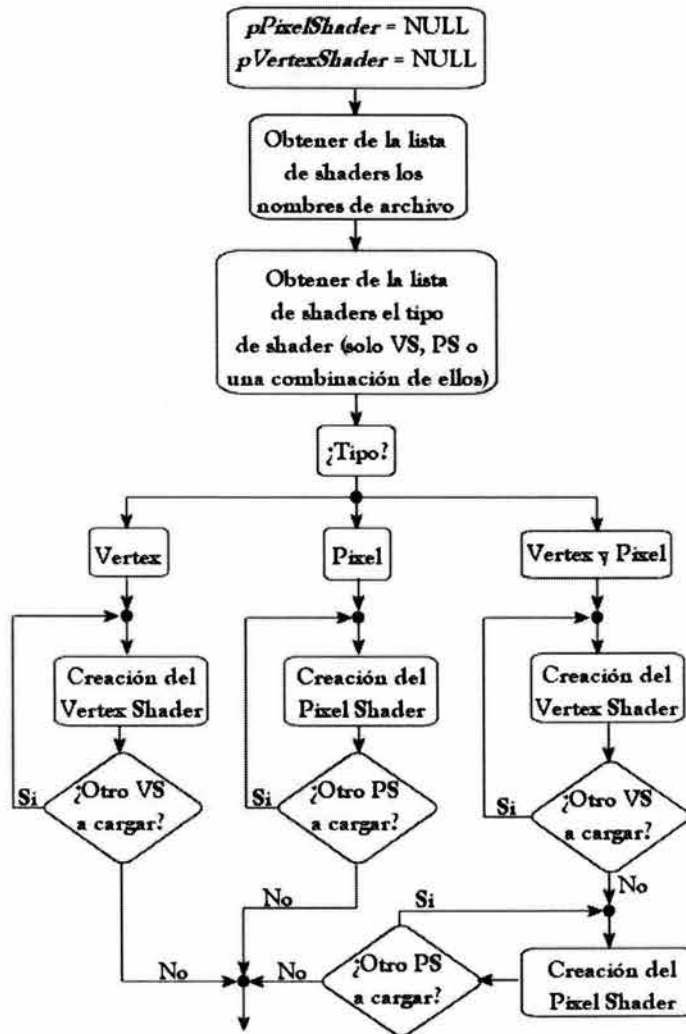 pPixelShader = NULL
pVertexShader = NULL
Obtener de la lista
de shaders los
nombres de archivo
Obtener de la lista
de shaders el tipo
de shader (solo VS, PS o
una combinación de ellos)
¿Tipo?
Vertex
Pixel
Vertex y Pixel
Creación del
Vertex Shader
Creación del
Pixel Shader
Creación del
Vertex Shader
¿Otro VS
a cargar?
Si
¿Otro PS
a cargar?
Si
¿Otro VS
a cargar?
Si
No
No
Si
No
¿Otro PS
a cargar?
No
Creación del
Pixel Shader